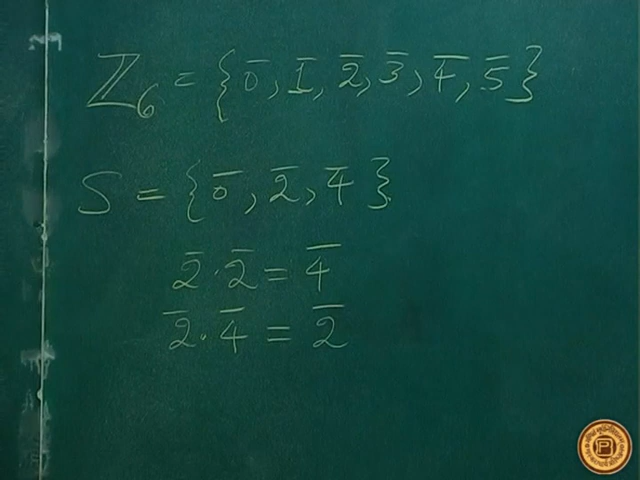 ℤ₆ = {0̅, 1̅, 2̅, 3̅, 4̅, 5̅}
S = {0̅, 2̅, 4̅}
2̅ · 2̅ = 4̅
2̅ · 4̅ = 2̅